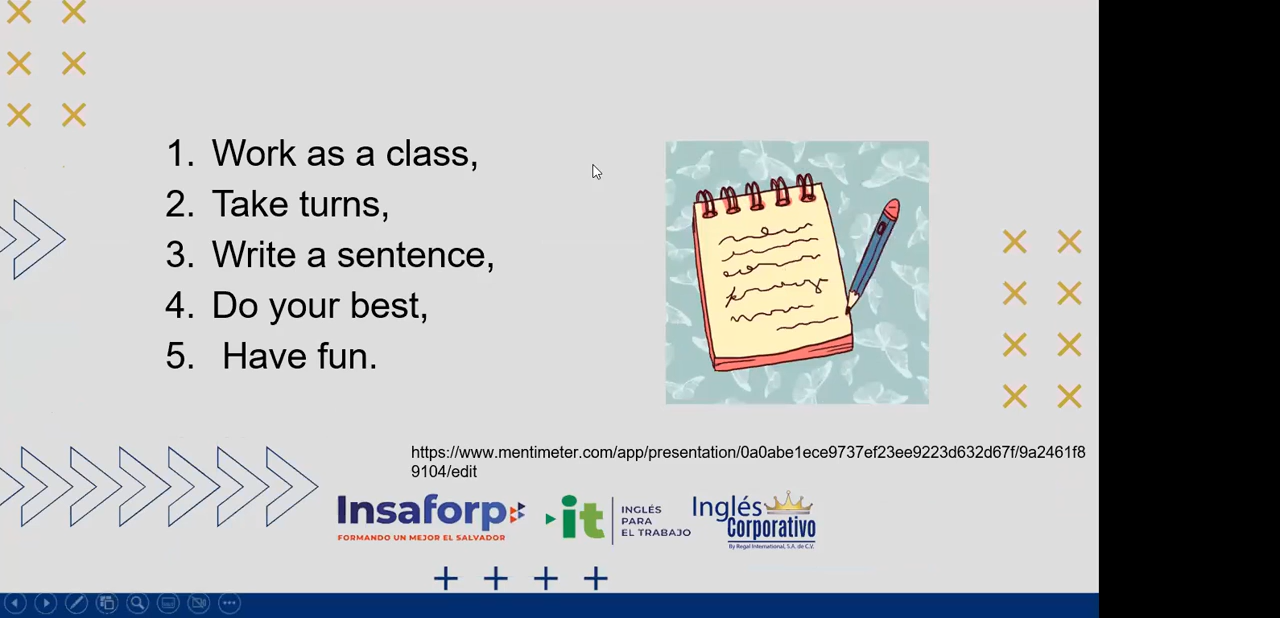 1. Work as a class,
2. Take turns,
3. Write a sentence,
4. Do your best,
5. Have fun.
https://www.mentimeter.com/app/presentation/0a0abe1ece9737ef23ee9223d632d67f/9a2461f8
9104/edit
Insaforp
FORMANDO UN MEJOR EL SALVADOR
it
INGLÉS
PARA
EL TRABAJO
Inglés
Corporativo
By Regal International, S.A. de C.V.